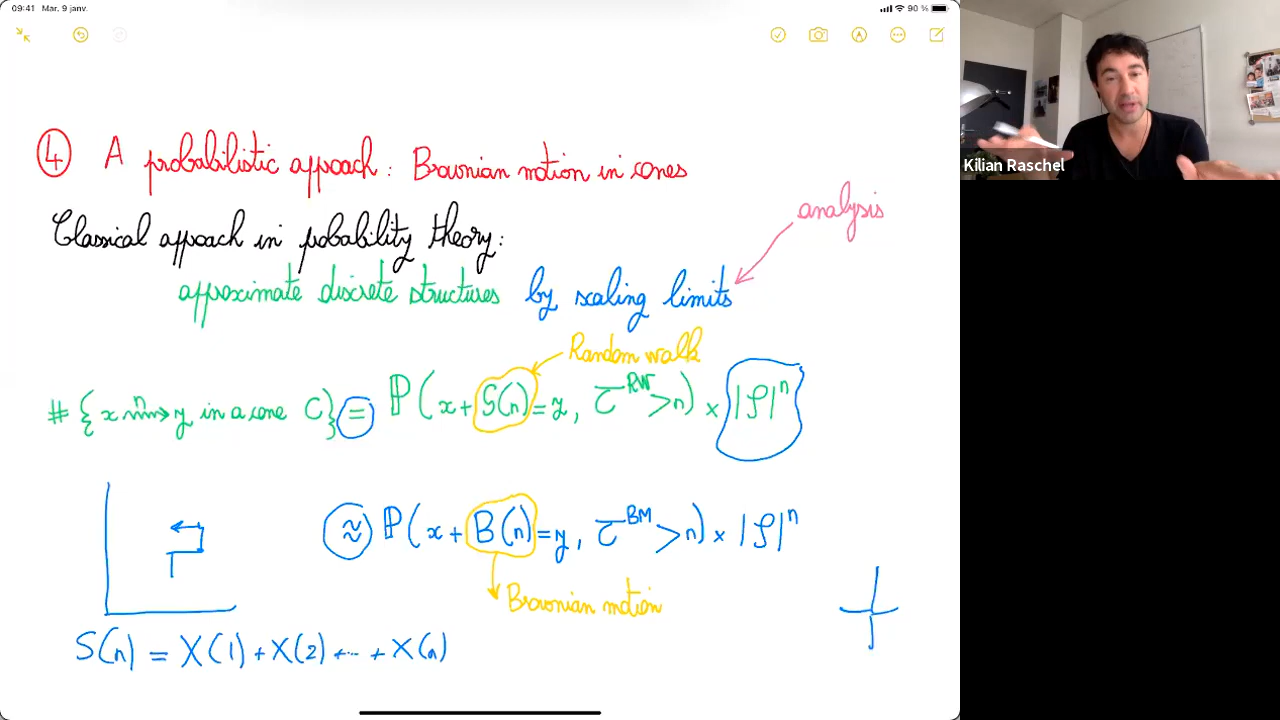 09:41 Mar. 9 janv.
90 %
④ A probabilistic approach: Brownian motion in cones
Classical approach in probability theory:
analysis
approximate discrete structures by scaling limits
Random walk
# { x ⁿ⇝ y in a cone C } = ℙ( x + S(n) = y, τ^RW > n) × |𝒮|ⁿ
≈ ℙ( x + B(n) = y, τ^BM > n) × |𝒮|ⁿ
Brownian motion
S(n) = X(1) + X(2) + ... + X(n)
Kilian Raschel